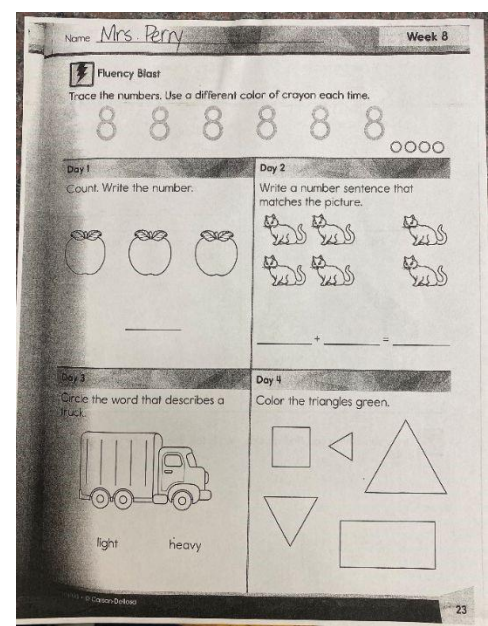 Name Mrs. Perry
Week 8
Fluency Blast
Trace the numbers. Use a different color of crayon each time.
8 8 8 8 8 8
Day 1
Count. Write the number.
Day 2
Write a number sentence that
matches the picture.
+ =
Day 3
Circle the word that describes a
truck.
light heavy
Day 4
Color the triangles green.
© Carson-Dellosa
23